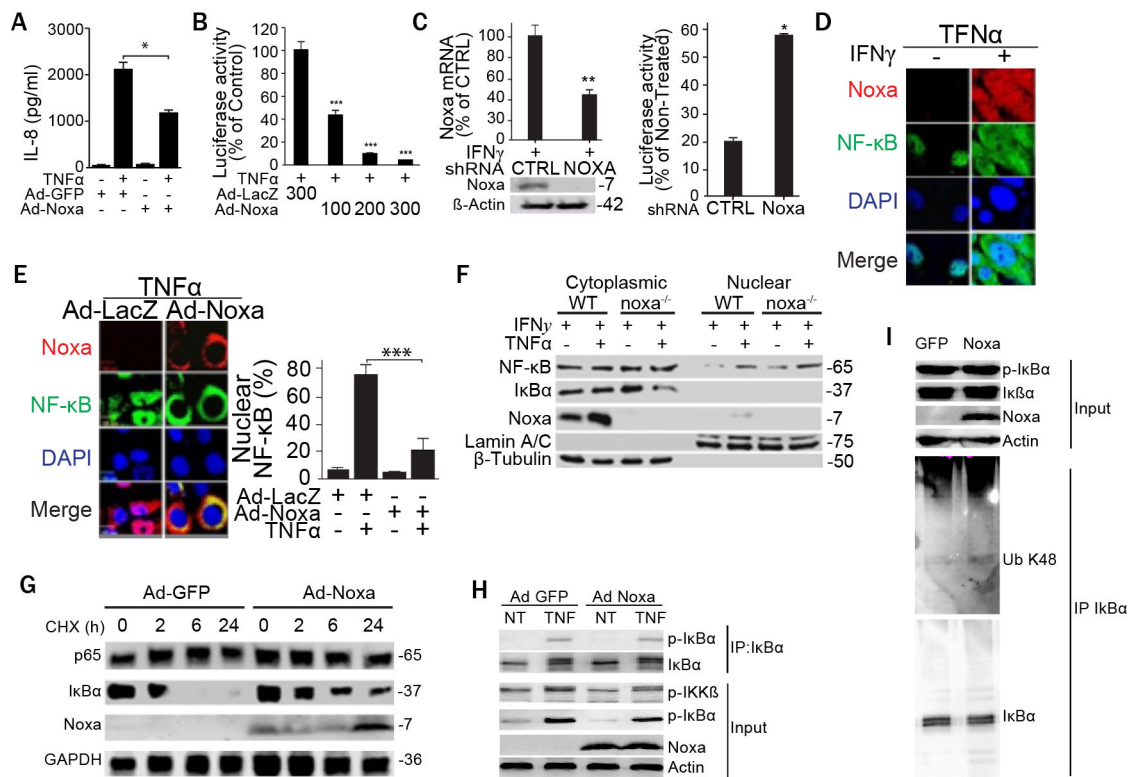 A
IL-8 (pg/ml)
3000
2000
1000
0
*
TNFα - + - +
Ad-GFP + + - -
Ad-Noxa - - + +
B
Luciferase activity
(% of Control)
120
100
80
60
40
20
0
*** *** ***
TNFα + + + +
Ad-LacZ 300
Ad-Noxa 100 200 300
C
Noxa mRNA
(% of CTRL)
100
80
60
40
20
0
**
IFNγ + +
shRNA CTRL NOXA
Noxa -7
ß-Actin -42
Luciferase activity
(% of Non-Treated)
60
50
40
30
20
10
0
*
shRNA CTRL Noxa
D
TFNα
IFNγ - +
Noxa
NF-κB
DAPI
Merge
E
TNFα
Ad-LacZ Ad-Noxa
Noxa
NF-κB
DAPI
Merge
Nuclear
NF-κB (%)
80
60
40
20
0
***
Ad-LacZ + + - -
Ad-Noxa - - + +
TNFα - + - +
F
Cytoplasmic Nuclear
WT noxa-/- WT noxa-/-
IFNγ + + + + + + + +
TNFα + + + +
NF-κB -65
IκBα -37
Noxa -7
Lamin A/C -75
β-Tubulin -50
G
Ad-GFP Ad-Noxa
CHX (h) 0 2 6 24 0 2 6 24
p65 -65
IκBα -37
Noxa -7
GAPDH -36
H
Ad GFP Ad Noxa
NT TNF NT TNF
p-IκBα
IκBα
IP:IκBα
p-IKKß
p-IκBα
Noxa
Actin
Input
I
GFP Noxa
p-IκBα
Ikßα
Noxa
Actin
Input
Ub K48
IκBα
IP IkBα